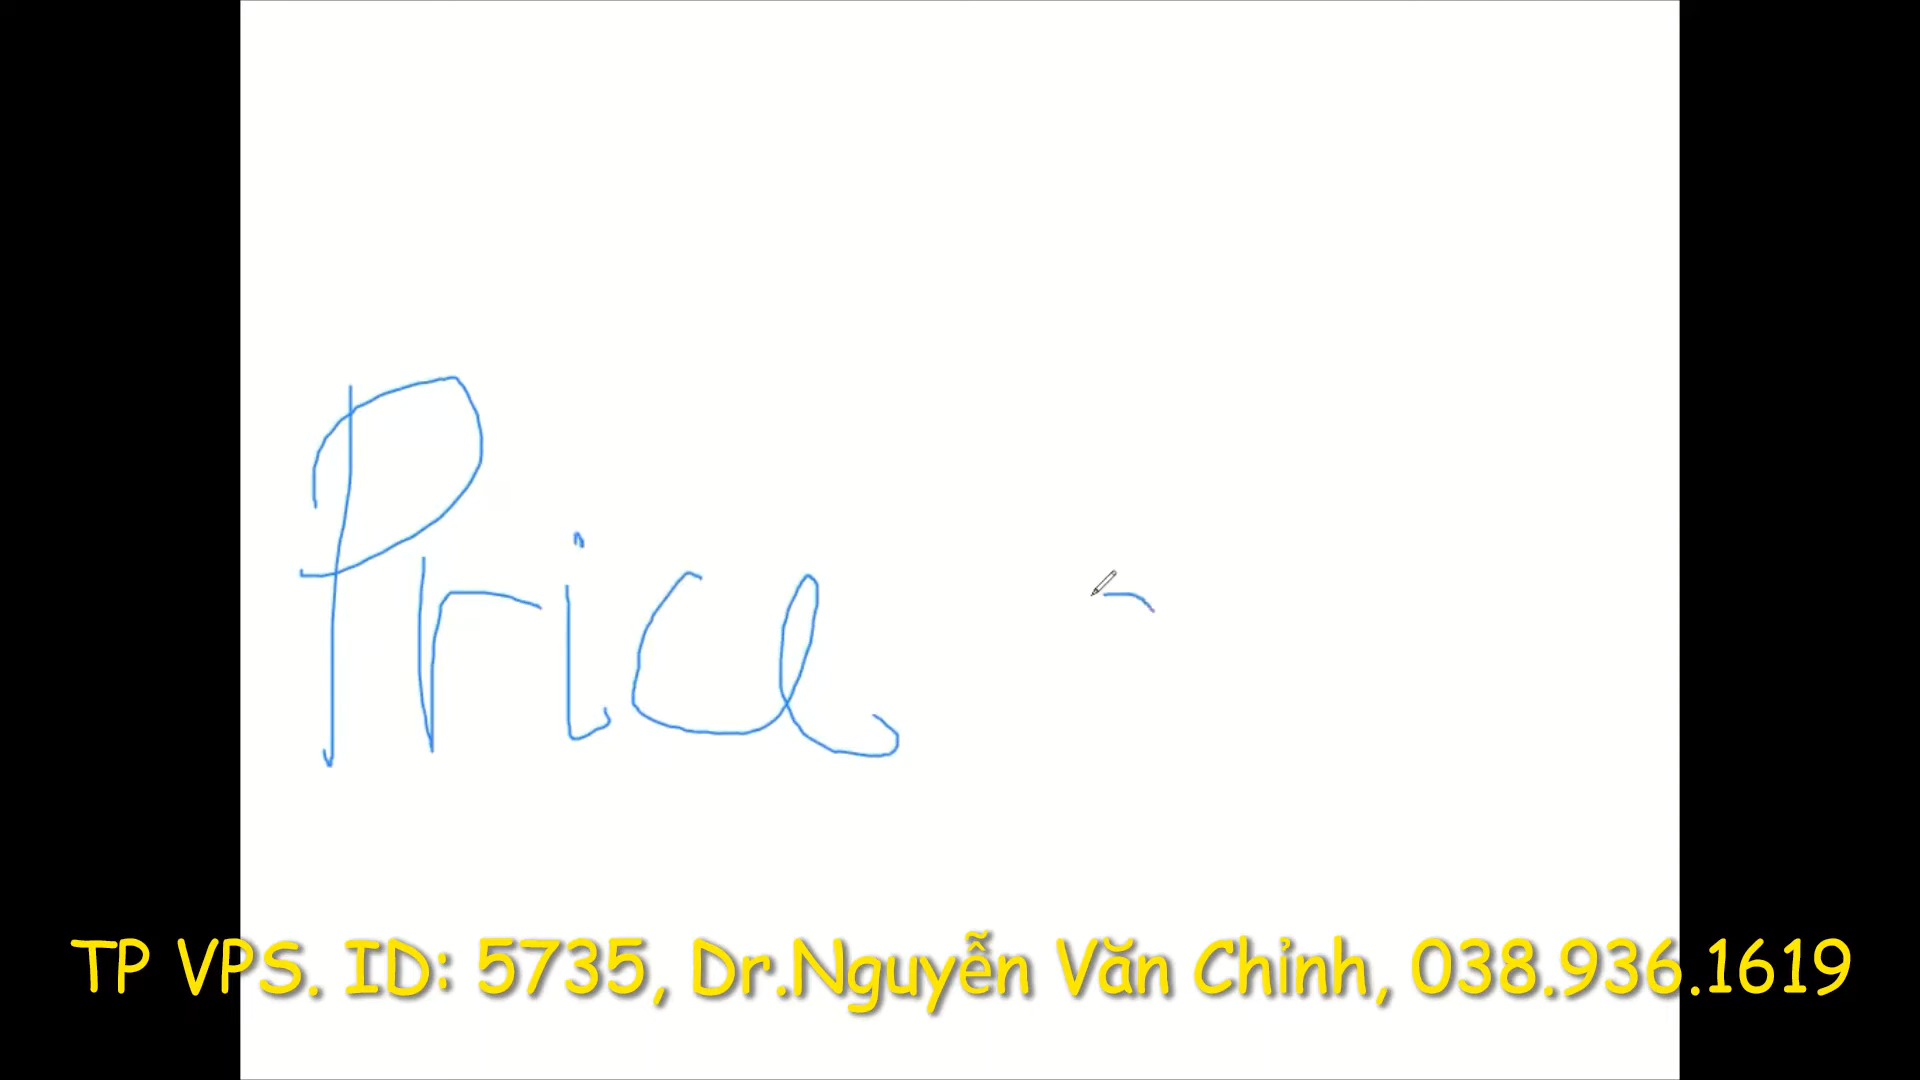 Price
TP VPS. ID: 5735, Dr.Nguyễn Văn Chỉnh, 038.936.1619